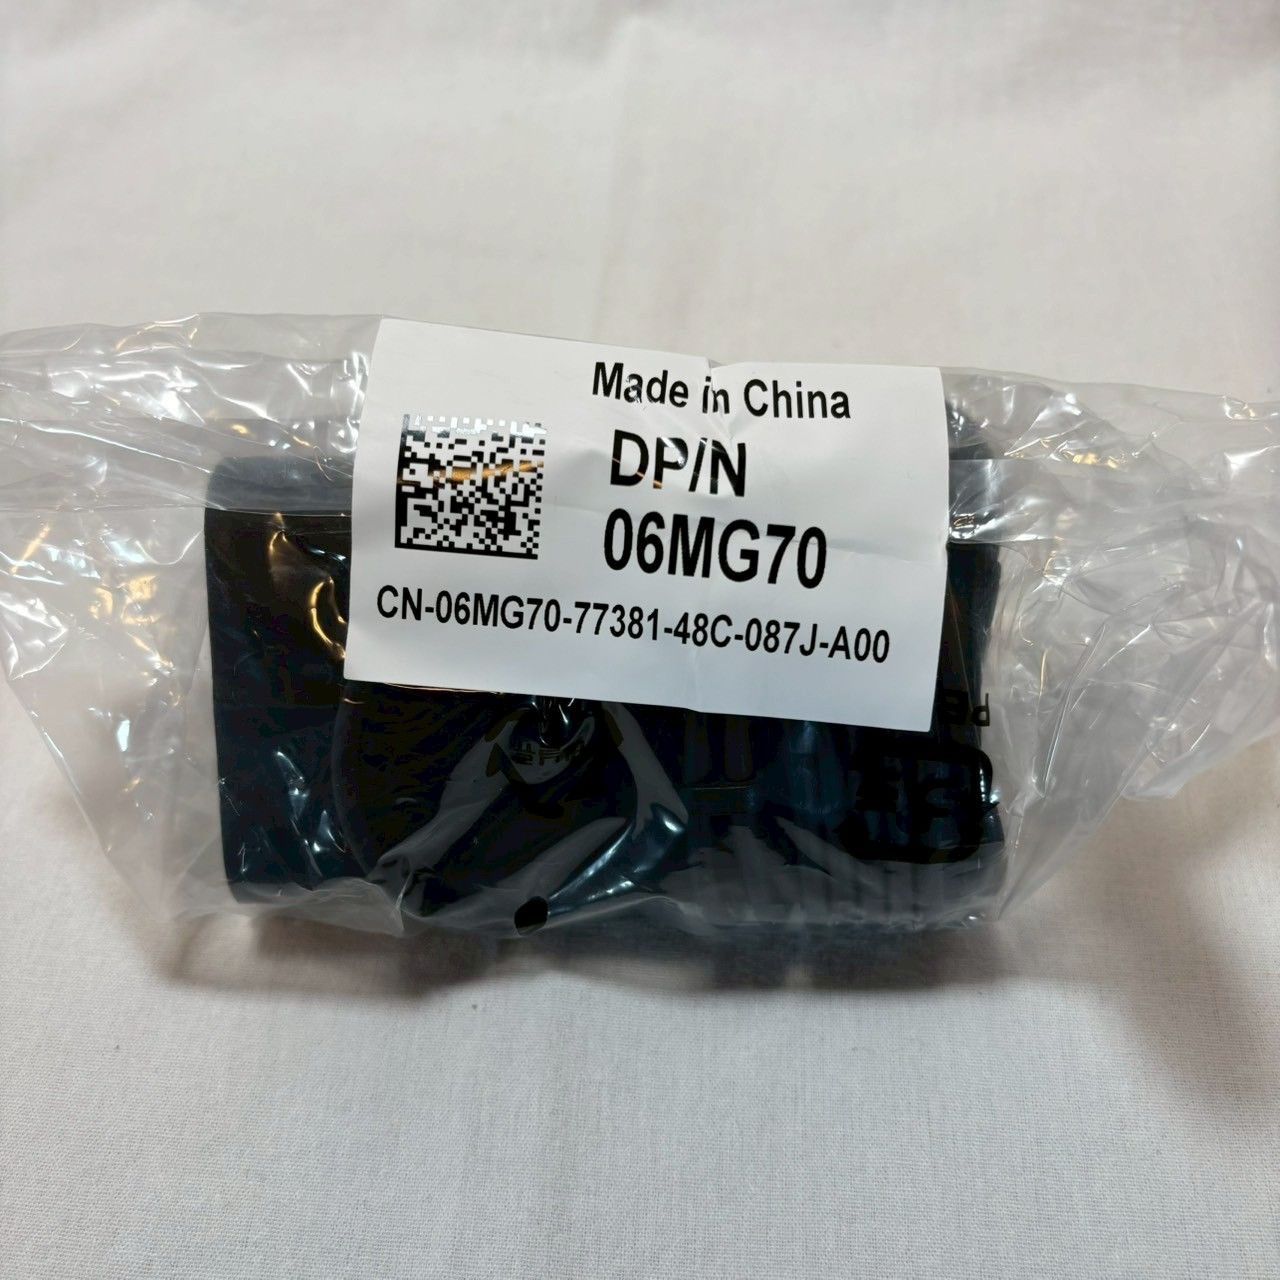 Made in China
DP/N
06MG70
CN-06MG70-77381-48C-087J-A00